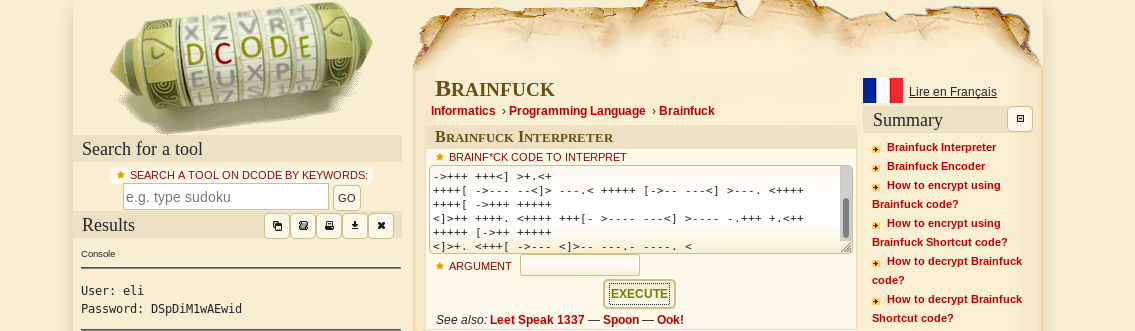 DCODE
Search for a tool
SEARCH A TOOL ON DCODE BY KEYWORDS:
e.g. type sudoku
GO
Results
Console
User: eli
Password: DSpDiM1wAEwid
BRAINFUCK
Informatics › Programming Language › Brainfuck
BRAINFUCK INTERPRETER
BRAINF*CK CODE TO INTERPRET
->+++ +++<] >+.<+
++++[ ->--- --<]> ---.< +++++ [->-- ---<] >---. <++++
++++[ ->+++ +++++
<]>++ ++++. <++++ +++[- >---- ---<] >---- -.+++ +.<++
+++++ [->++ +++++
<]>+. <+++[ ->--- <]>-- ---.- ----. <
ARGUMENT
EXECUTE
See also: Leet Speak 1337 — Spoon — Ook!
Lire en Français
Summary
Brainfuck Interpreter
Brainfuck Encoder
How to encrypt using
Brainfuck code?
How to encrypt using
Brainfuck Shortcut code?
How to decrypt Brainfuck
code?
How to decrypt Brainfuck
Shortcut code?